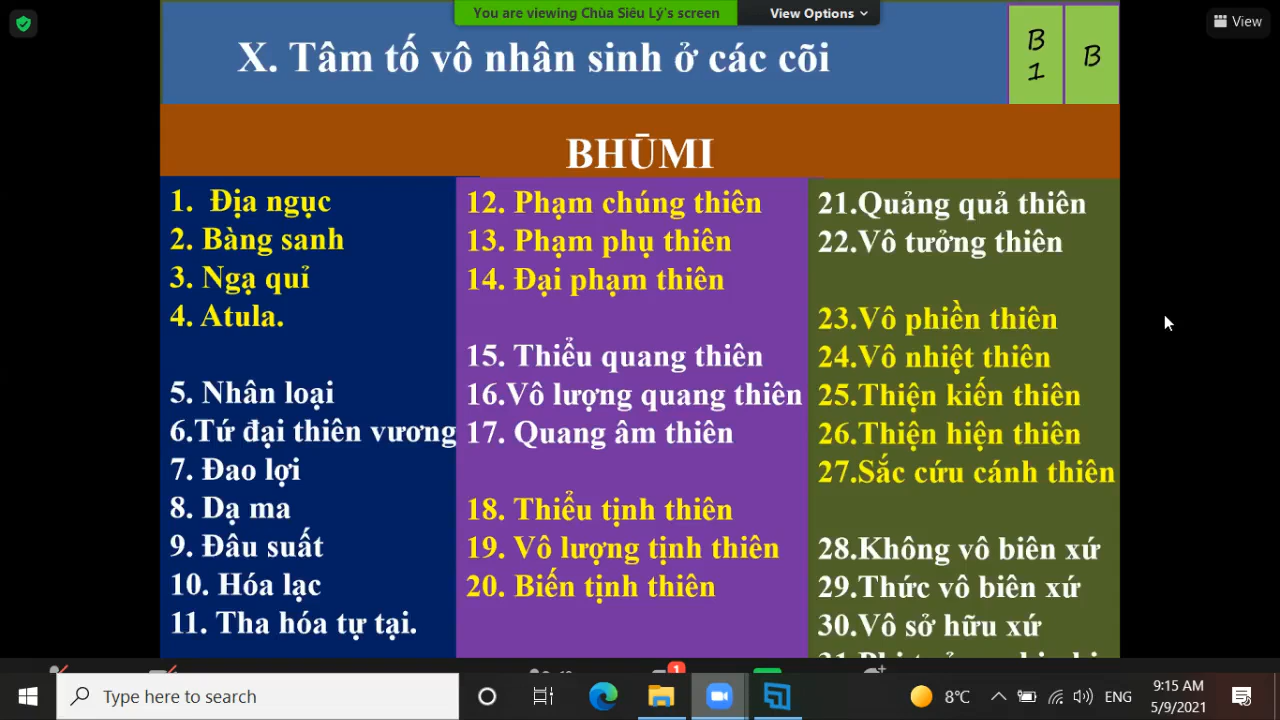 You are viewing Chùa Siêu Lý's screen
View Options
View
X. Tâm tố vô nhân sinh ở các cõi
B
1
B
BHŪMI
1. Địa ngục
2. Bàng sanh
3. Ngạ quỉ
4. Atula.
5. Nhân loại
6.Tứ đại thiên vương
7. Đao lợi
8. Dạ ma
9. Đâu suất
10. Hóa lạc
11. Tha hóa tự tại.
12. Phạm chúng thiên
13. Phạm phụ thiên
14. Đại phạm thiên
15. Thiểu quang thiên
16.Vô lượng quang thiên
17. Quang âm thiên
18. Thiểu tịnh thiên
19. Vô lượng tịnh thiên
20. Biến tịnh thiên
21.Quảng quả thiên
22.Vô tưởng thiên
23.Vô phiền thiên
24.Vô nhiệt thiên
25.Thiện kiến thiên
26.Thiện hiện thiên
27.Sắc cứu cánh thiên
28.Không vô biên xứ
29.Thức vô biên xứ
30.Vô sở hữu xứ
1
Type here to search
8°C
ENG
9:15 AM
5/9/2021